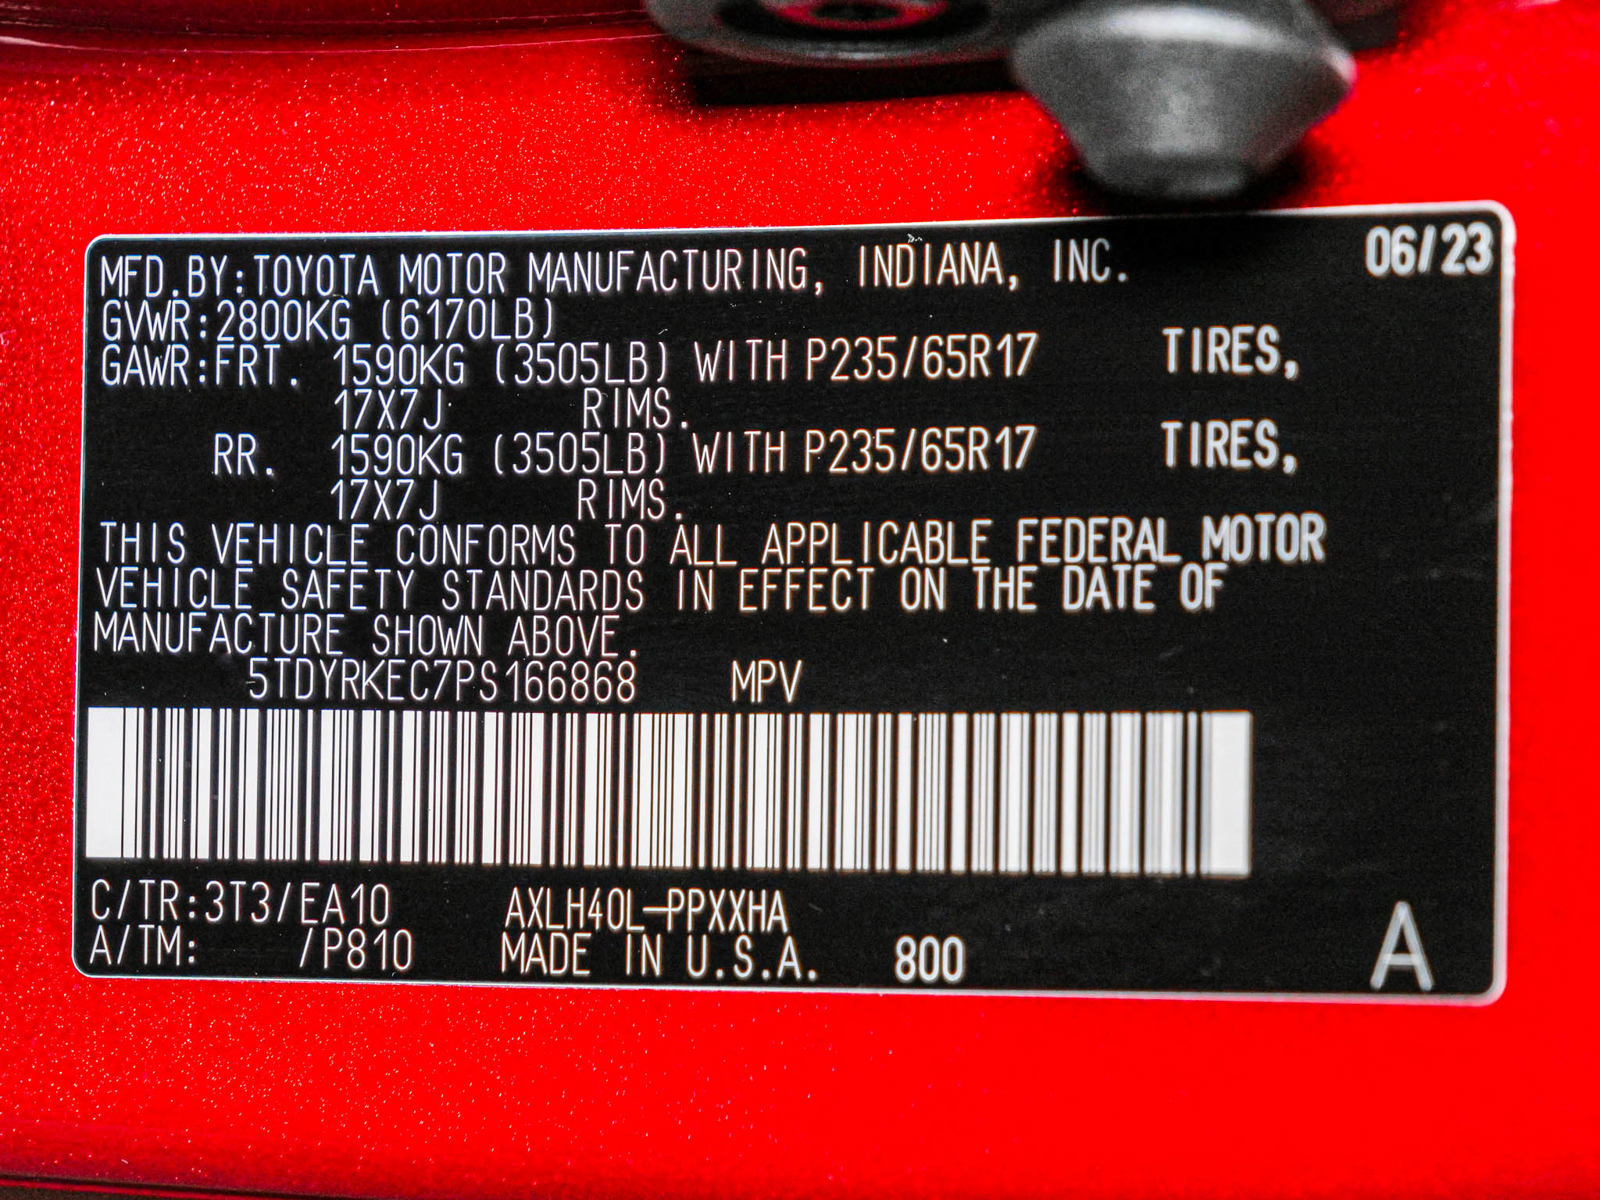 06/23
MFD.BY:TOYOTA MOTOR MANUFACTURING, INDIANA, INC.
GVWR:2800KG (6170LB)
GAWR:FRT. 1590KG (3505LB) WITH P235/65R17 TIRES,
17X7J RIMS.
RR. 1590KG (3505LB) WITH P235/65R17 TIRES,
17X7J RIMS.
THIS VEHICLE CONFORMS TO ALL APPLICABLE FEDERAL MOTOR
VEHICLE SAFETY STANDARDS IN EFFECT ON THE DATE OF
MANUFACTURE SHOWN ABOVE.
5TDYRKEC7PS166868 MPV
C/TR:3T3/EA10 AXLH40L-PPXXHA
A/TM: /P810 MADE IN U.S.A. 800
A